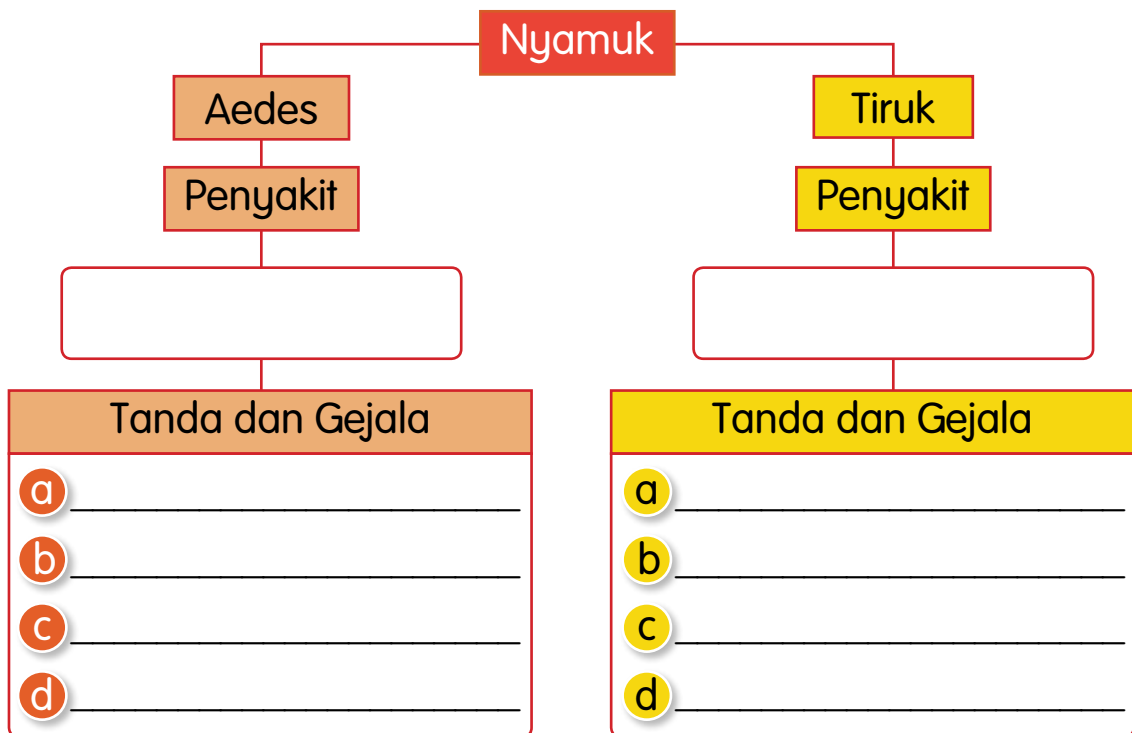 Nyamuk
Aedes
Tiruk
Penyakit
Penyakit
Tanda dan Gejala
a
b
c
d
Tanda dan Gejala
a
b
c
d